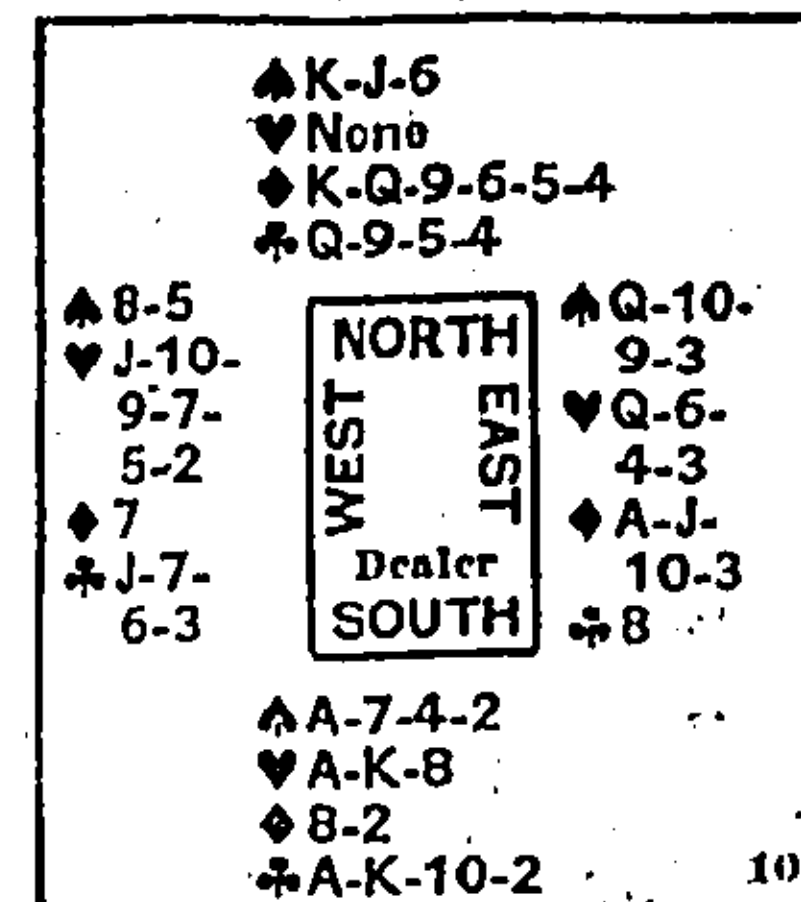 ♠ K-J-6
♥ None
♦ K-Q-9-6-5-4
♣ Q-9-5-4
♠ 8-5
♥ J-10-
9-7-
5-2
♦ 7
♣ J-7-
6-3
NORTH
WEST
EAST
Dealer
SOUTH
♠ Q-10-
9-3
♥ Q-6-
4-3
♦ A-J-
10-3
♣ 8
♠ A-7-4-2
♥ A-K-8
♦ 8-2
♣ A-K-10-2
10